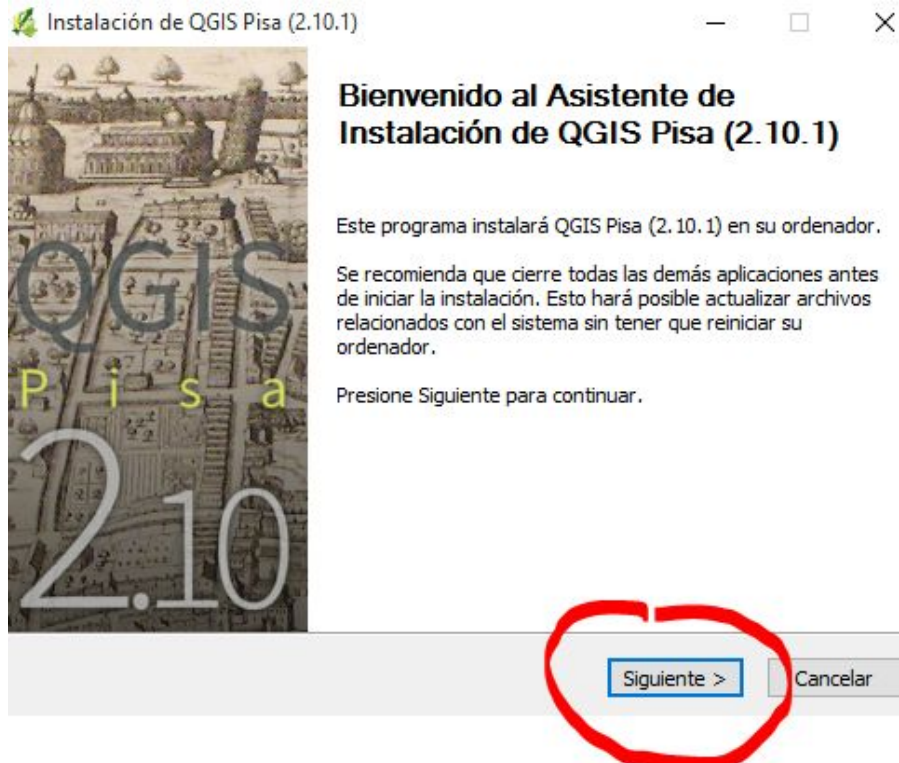 Instalación de QGIS Pisa (2.10.1)
Bienvenido al Asistente de
Instalación de QGIS Pisa (2.10.1)
Este programa instalará QGIS Pisa (2.10.1) en su ordenador.
Se recomienda que cierre todas las demás aplicaciones antes
de iniciar la instalación. Esto hará posible actualizar archivos
relacionados con el sistema sin tener que reiniciar su
ordenador.
Presione Siguiente para continuar.
QGIS
Pisa
2.10
Siguiente >
Cancelar